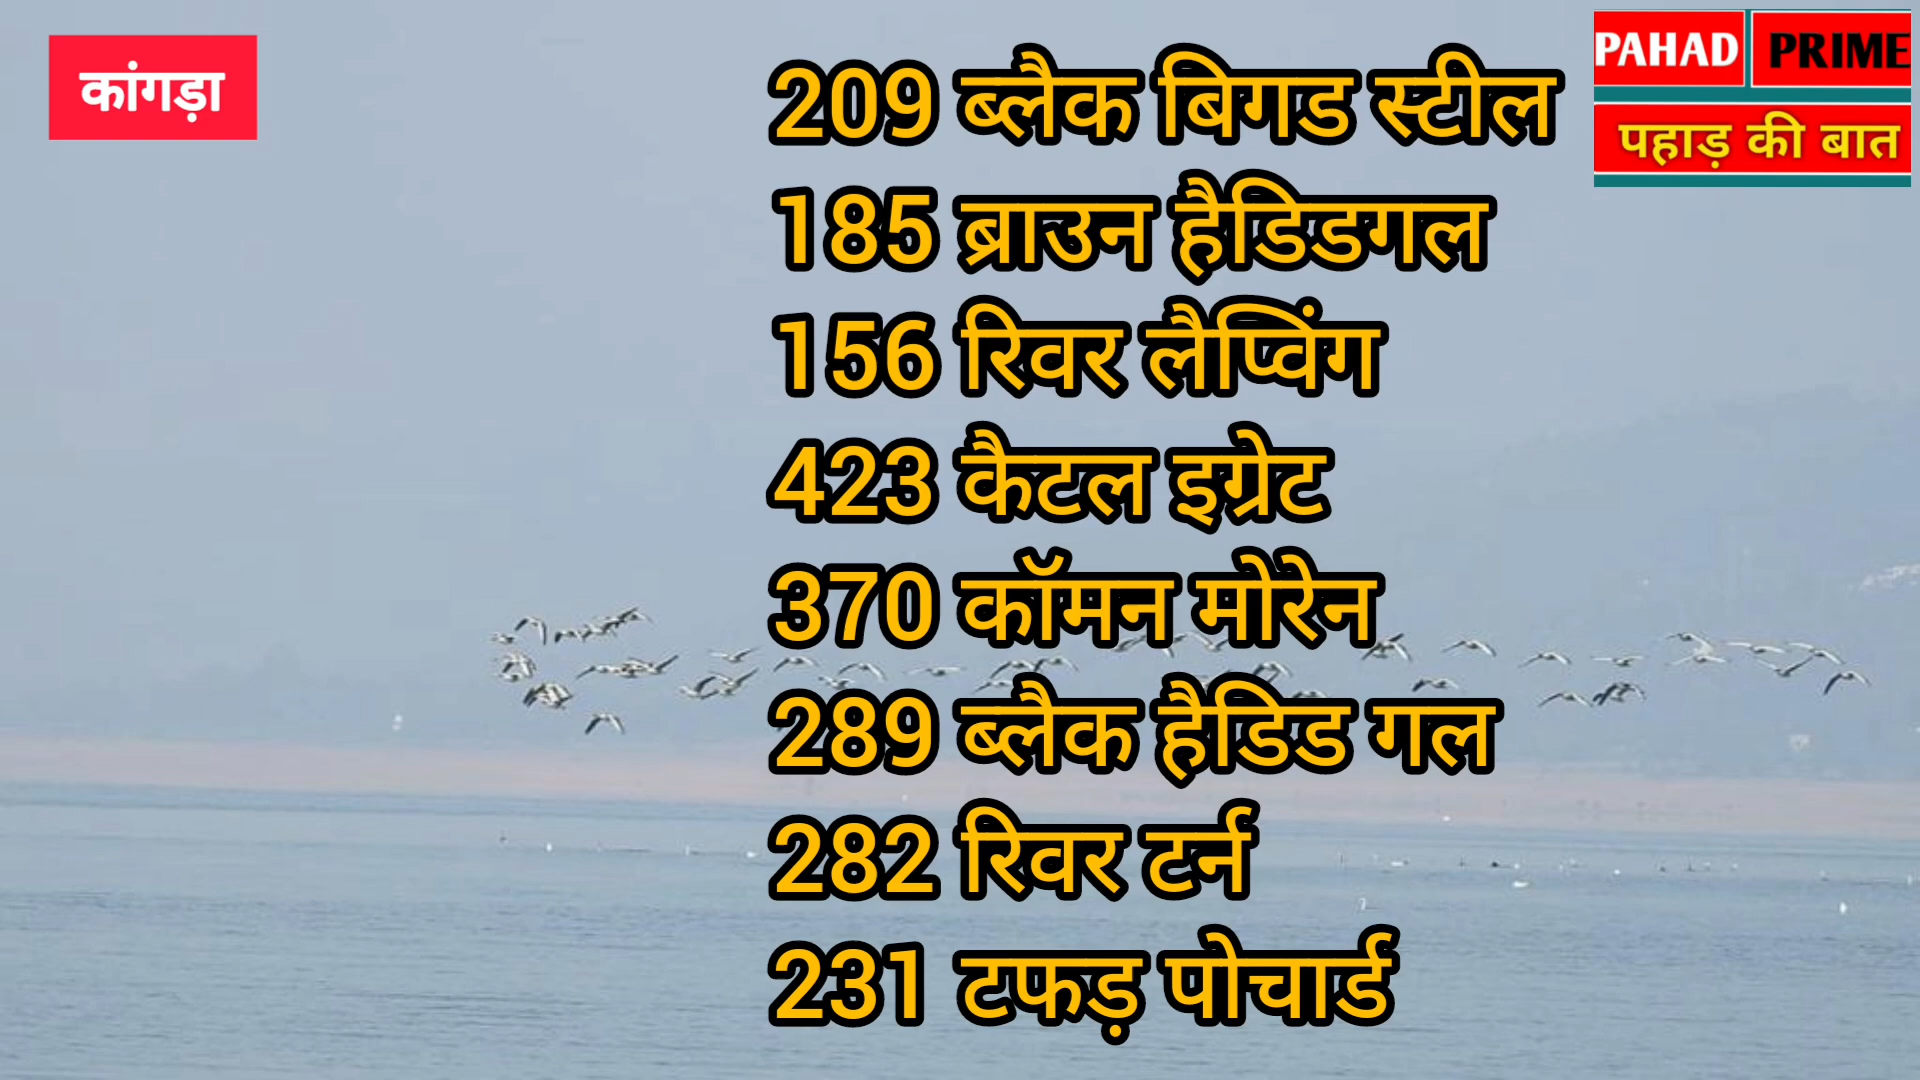 कांगड़ा
PAHAD PRIME
पहाड़ की बात
209 ब्लैक बिगड स्टील
185 ब्राउन हैडिडगल
156 रिवर लैप्विंग
423 कैटल इग्रेट
370 कॉमन मोरेन
289 ब्लैक हैडिड गल
282 रिवर टर्न
231 टफड़ पोचार्ड